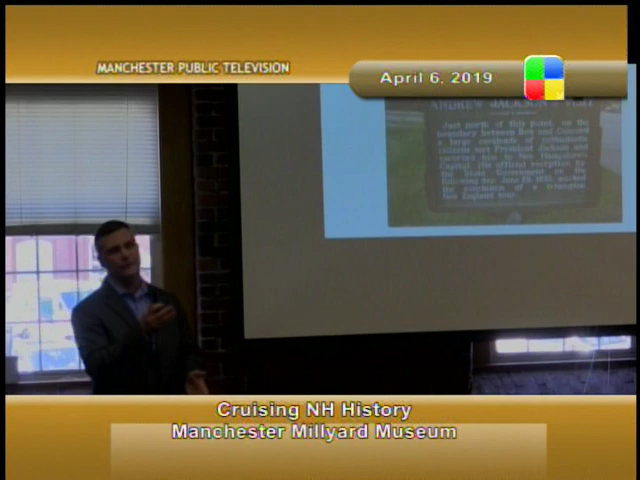 MANCHESTER PUBLIC TELEVISION
April 6, 2019
ANDREW JACKSON'S VISIT
Just north of this point, on the
boundary between Bow and Concord
a large cavalcade of enthusiastic
citizens met President Jackson and
escorted him to New Hampshire's
Capital. His official reception by
the State Government on the
following day, June 29, 1833, marked
the conclusion of a triumphal
New England tour.
Cruising NH History
Manchester Millyard Museum